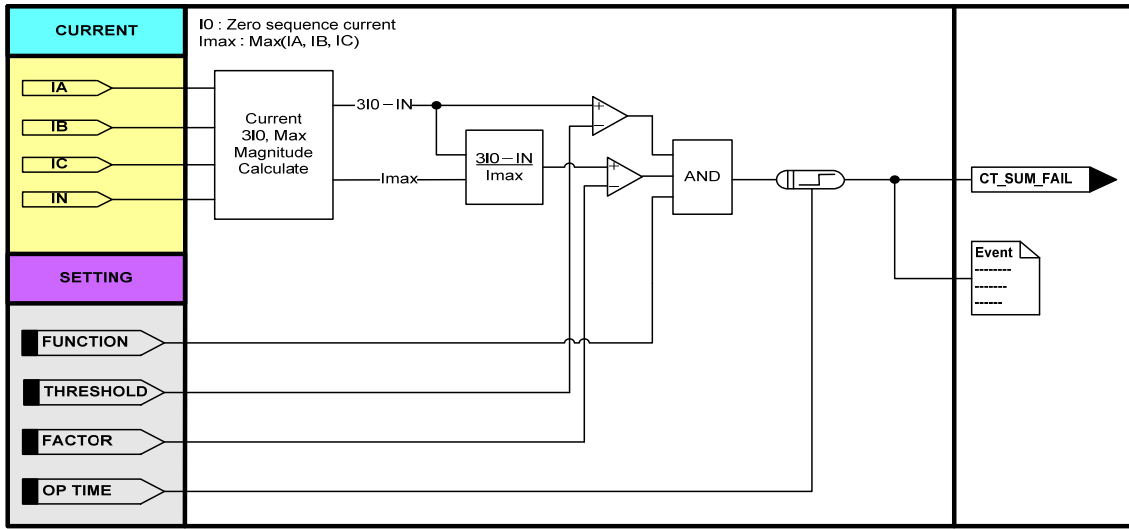 CURRENT
I0 : Zero sequence current
Imax : Max(IA, IB, IC)
IA
IB
IC
IN
Current
3I0, Max
Magnitude
Calculate
3I0-IN
Imax
3I0-IN
Imax
+
-
+
-
AND
CT_SUM_FAIL
Event
--------
-------
------
SETTING
FUNCTION
THRESHOLD
FACTOR
OP TIME